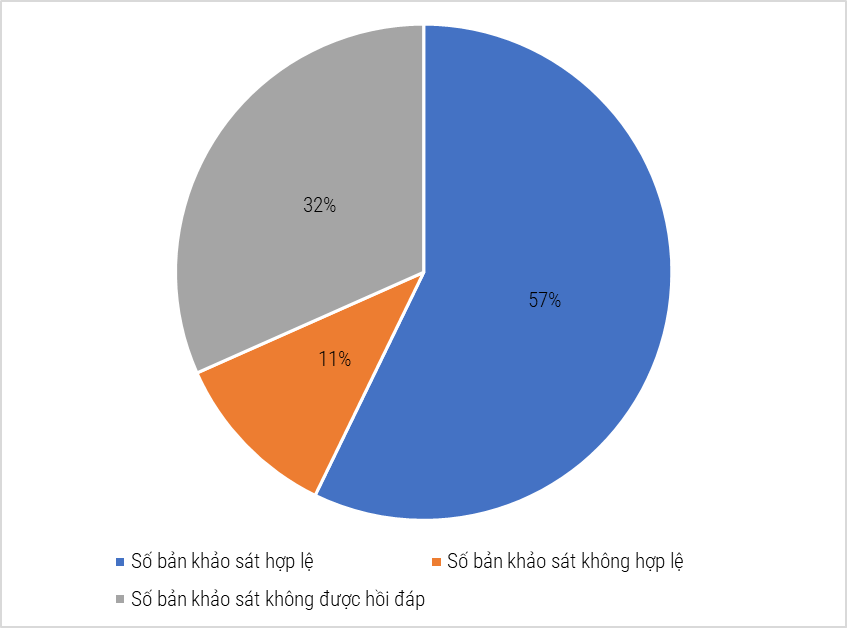 32%
57%
11%
Số bản khảo sát hợp lệ
Số bản khảo sát không hợp lệ
Số bản khảo sát không được hồi đáp